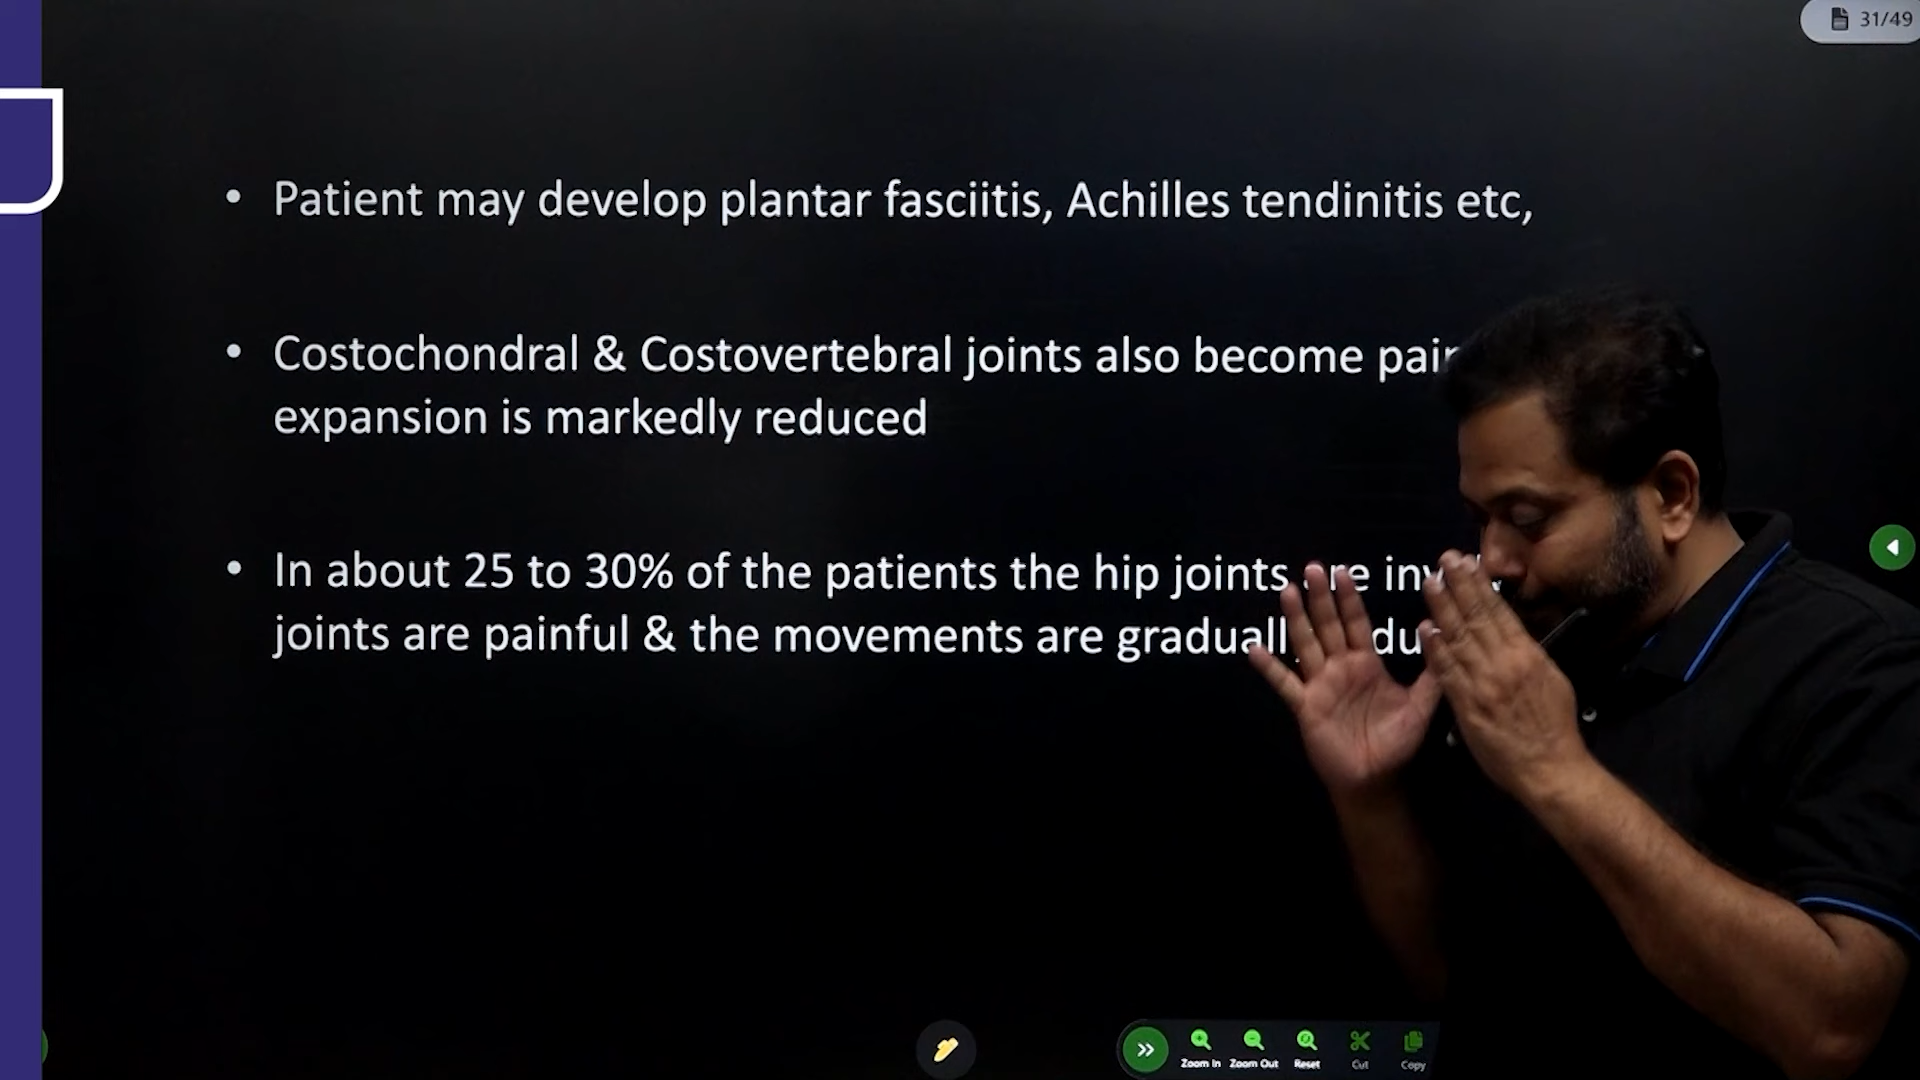 31/49
• Patient may develop plantar fasciitis, Achilles tendinitis etc,
• Costochondral & Costovertebral joints also become
expansion is markedly reduced
• In about 25 to 30% of the patients the hip joints are
joints are painful & the movements are
Zoom In Zoom Out Reset Cut Copy